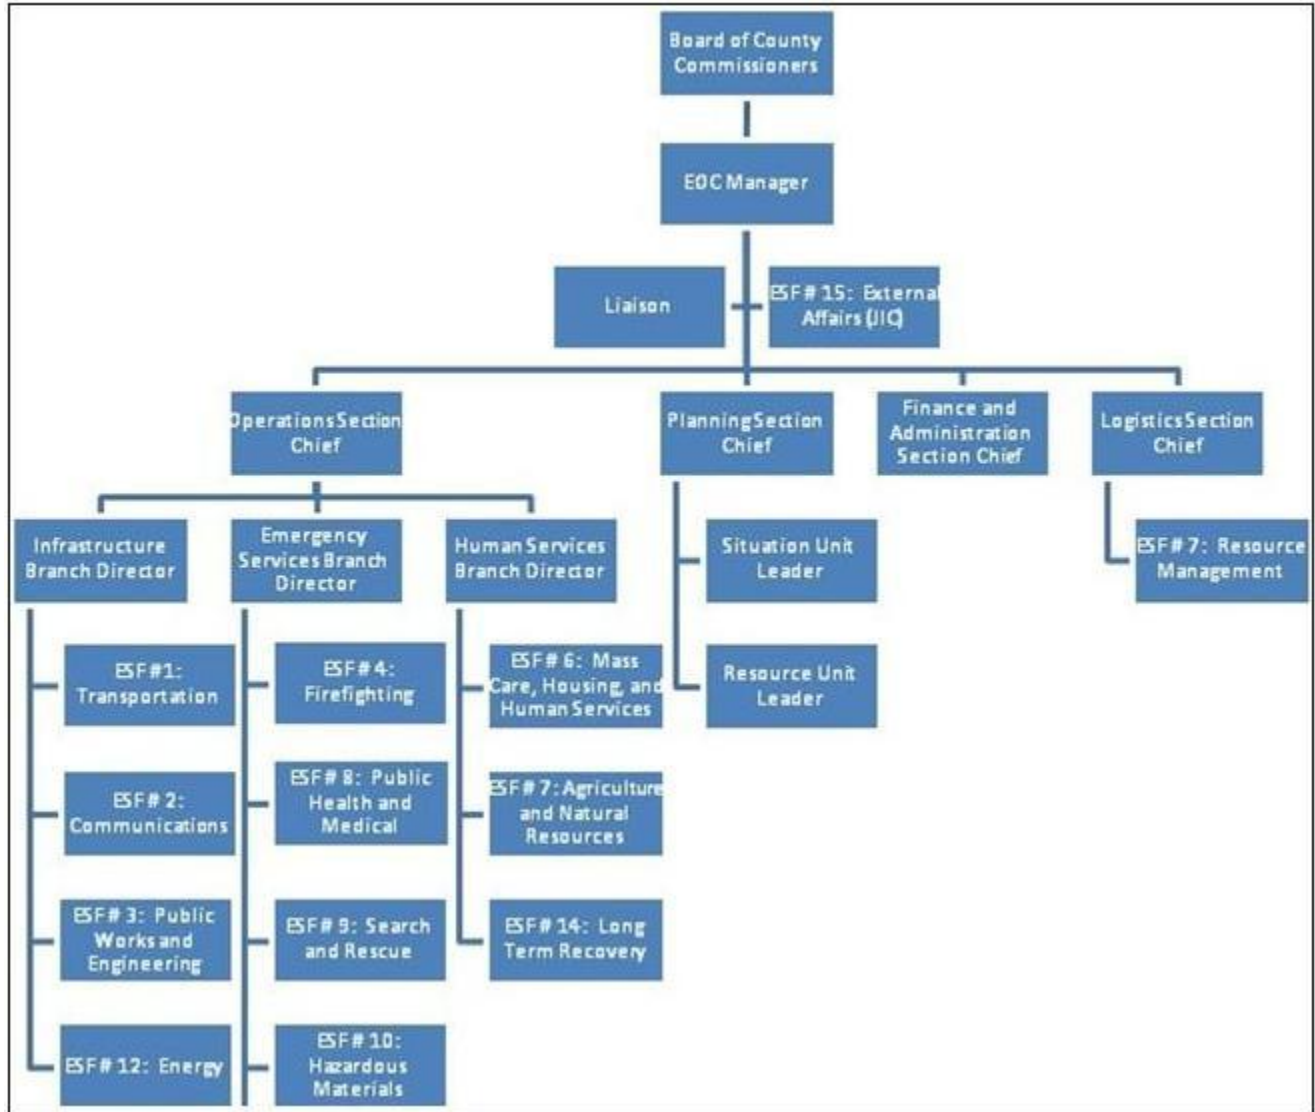 Board of County
Commissioners
EOC Manager
Liaison
ESF# 15: External
Affairs (JIC)
Operations Section
Chief
Planning Section
Chief
Finance and
Administration
Section Chief
Logistics Section
Chief
Infrastructure
Branch Director
Emergency
Services Branch
Director
Human Services
Branch Director
Situation Unit
Leader
ESF# 7: Resource
Management
ESF#1:
Transportation
ESF# 4:
Firefighting
ESF# 6: Mass
Care, Housing, and
Human Services
Resource Unit
Leader
ESF# 2:
Communications
ESF# 8: Public
Health and
Medical
ESF# 7: Agriculture
and Natural
Resources
ESF# 3: Public
Works and
Engineering
ESF# 9: Search
and Rescue
ESF# 14: Long
Term Recovery
ESF# 12: Energy
ESF# 10:
Hazardous
Materials